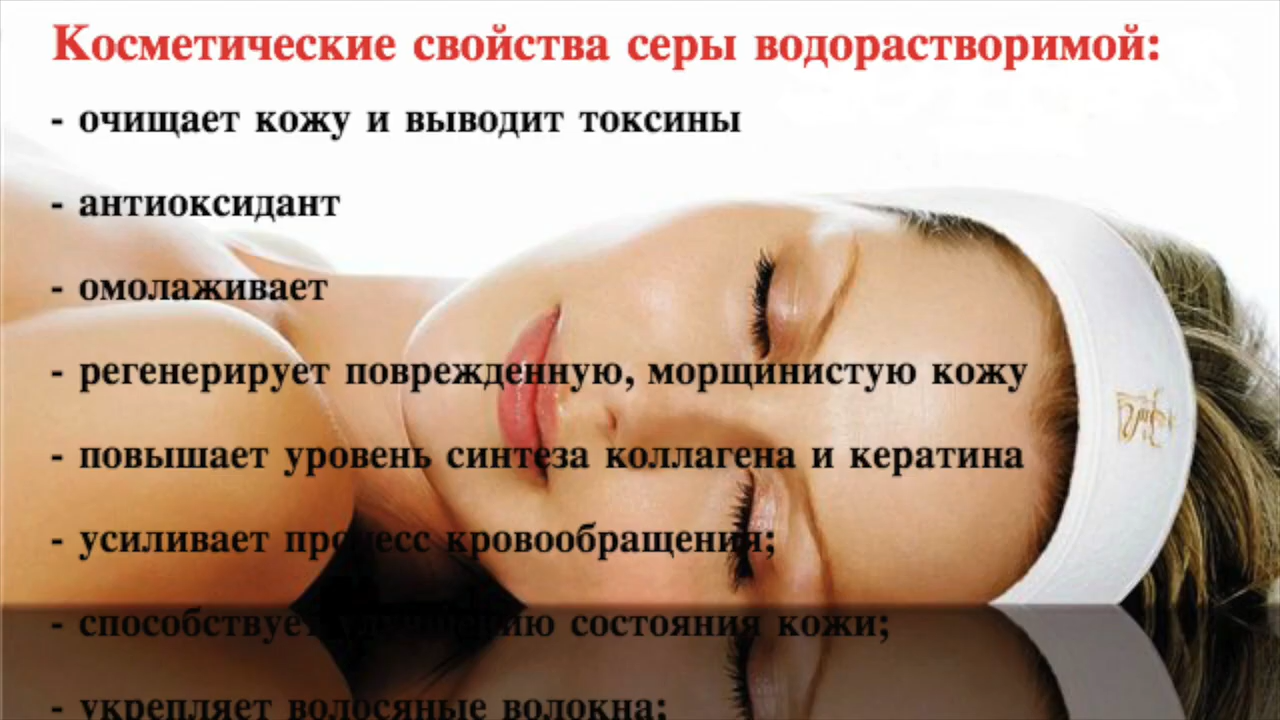 Косметические свойства серы водорастворимой:
- очищает кожу и выводит токсины
- антиоксидант
- омолаживает
- регенерирует поврежденную, морщинистую кожу
- повышает уровень синтеза коллагена и кератина
- усиливает процесс кровообращения;
- способствует состояния кожи;
- укрепляет волосяные волокна;